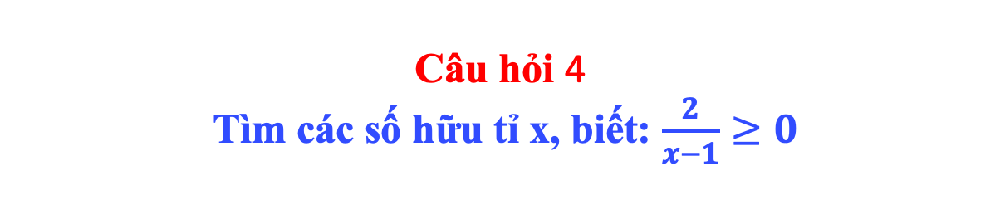 Câu hỏi 4
Tìm các số hữu tỉ x, biết: 2/(x−1) ≥ 0